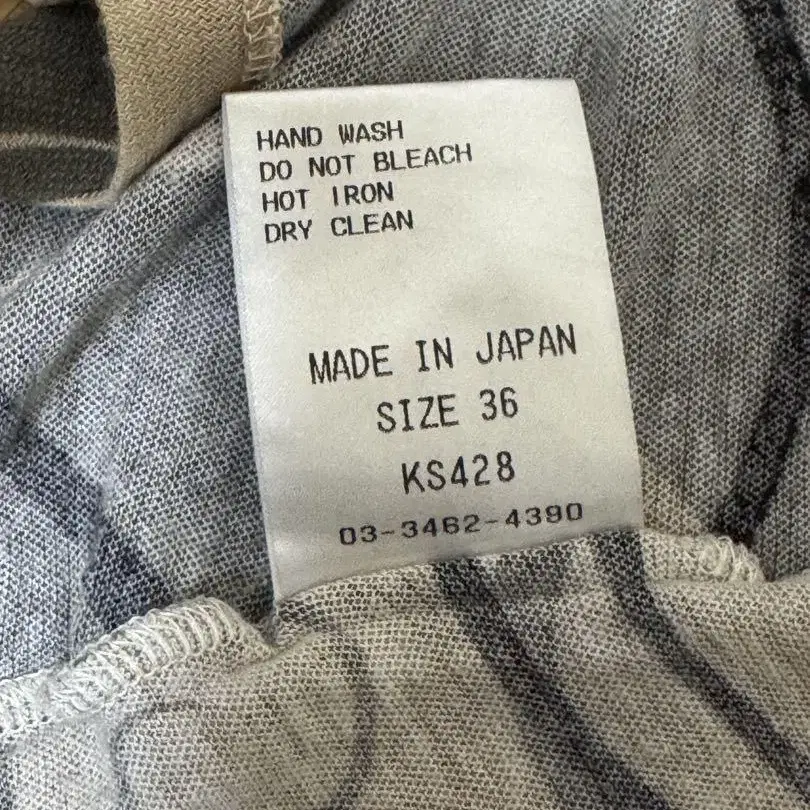 HAND WASH
DO NOT BLEACH
HOT IRON
DRY CLEAN
MADE IN JAPAN
SIZE 36
KS428
03-3462-4390